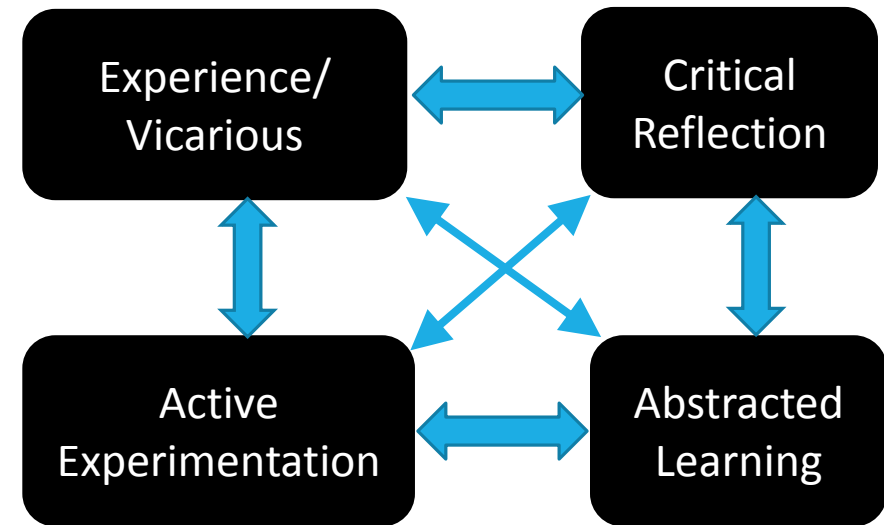 Experience/
Vicarious
Critical
Reflection
Active
Experimentation
Abstracted
Learning